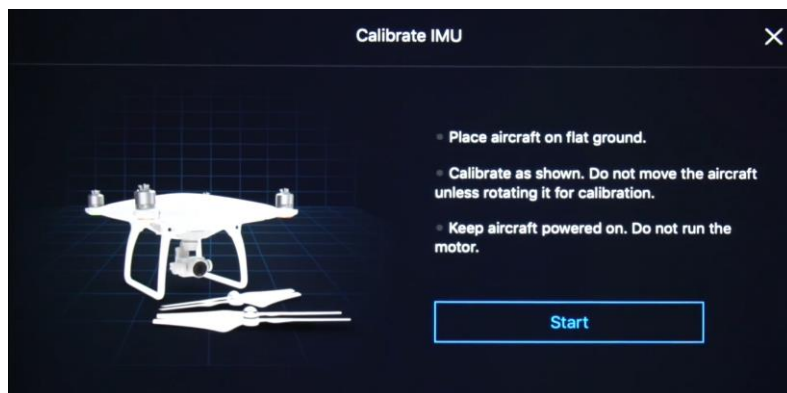 Calibrate IMU
Place aircraft on flat ground.
Calibrate as shown. Do not move the aircraft
unless rotating it for calibration.
Keep aircraft powered on. Do not run the
motor.
Start